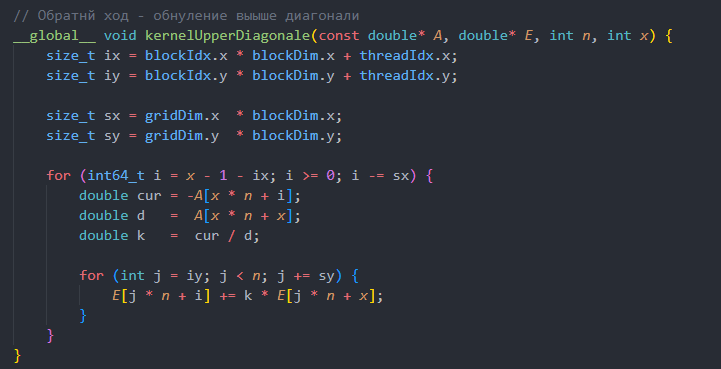 // Обратнй ход - обнуление выыше диагонали
__global__ void kernelUpperDiagonale(const double* A, double* E, int n, int x) {
    size_t ix = blockIdx.x * blockDim.x + threadIdx.x;
    size_t iy = blockIdx.y * blockDim.y + threadIdx.y;
    size_t sx = gridDim.x  * blockDim.x;
    size_t sy = gridDim.y  * blockDim.y;
    for (int64_t i = x - 1 - ix; i >= 0; i -= sx) {
        double cur = -A[x * n + i];
        double d   =  A[x * n + x];
        double k   =  cur / d;
        for (int j = iy; j < n; j += sy) {
            E[j * n + i] += k * E[j * n + x];
        }
    }
}